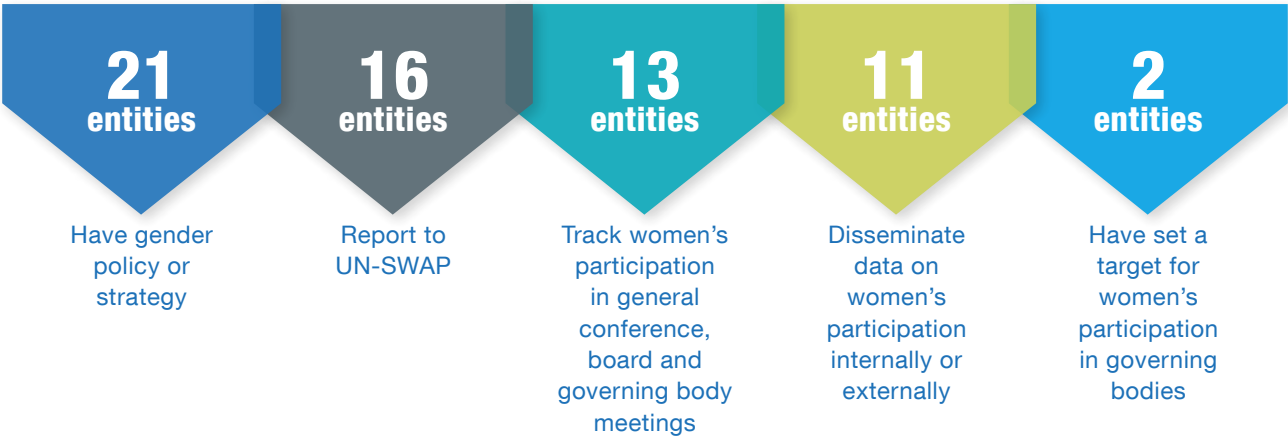 21
entities
Have gender
policy or
strategy
16
entities
Report to
UN-SWAP
13
entities
Track women’s
participation
in general
conference,
board and
governing body
meetings
11
entities
Disseminate
data on
women’s
participation
internally or
externally
2
entities
Have set a
target for
women’s
participation
in governing
bodies